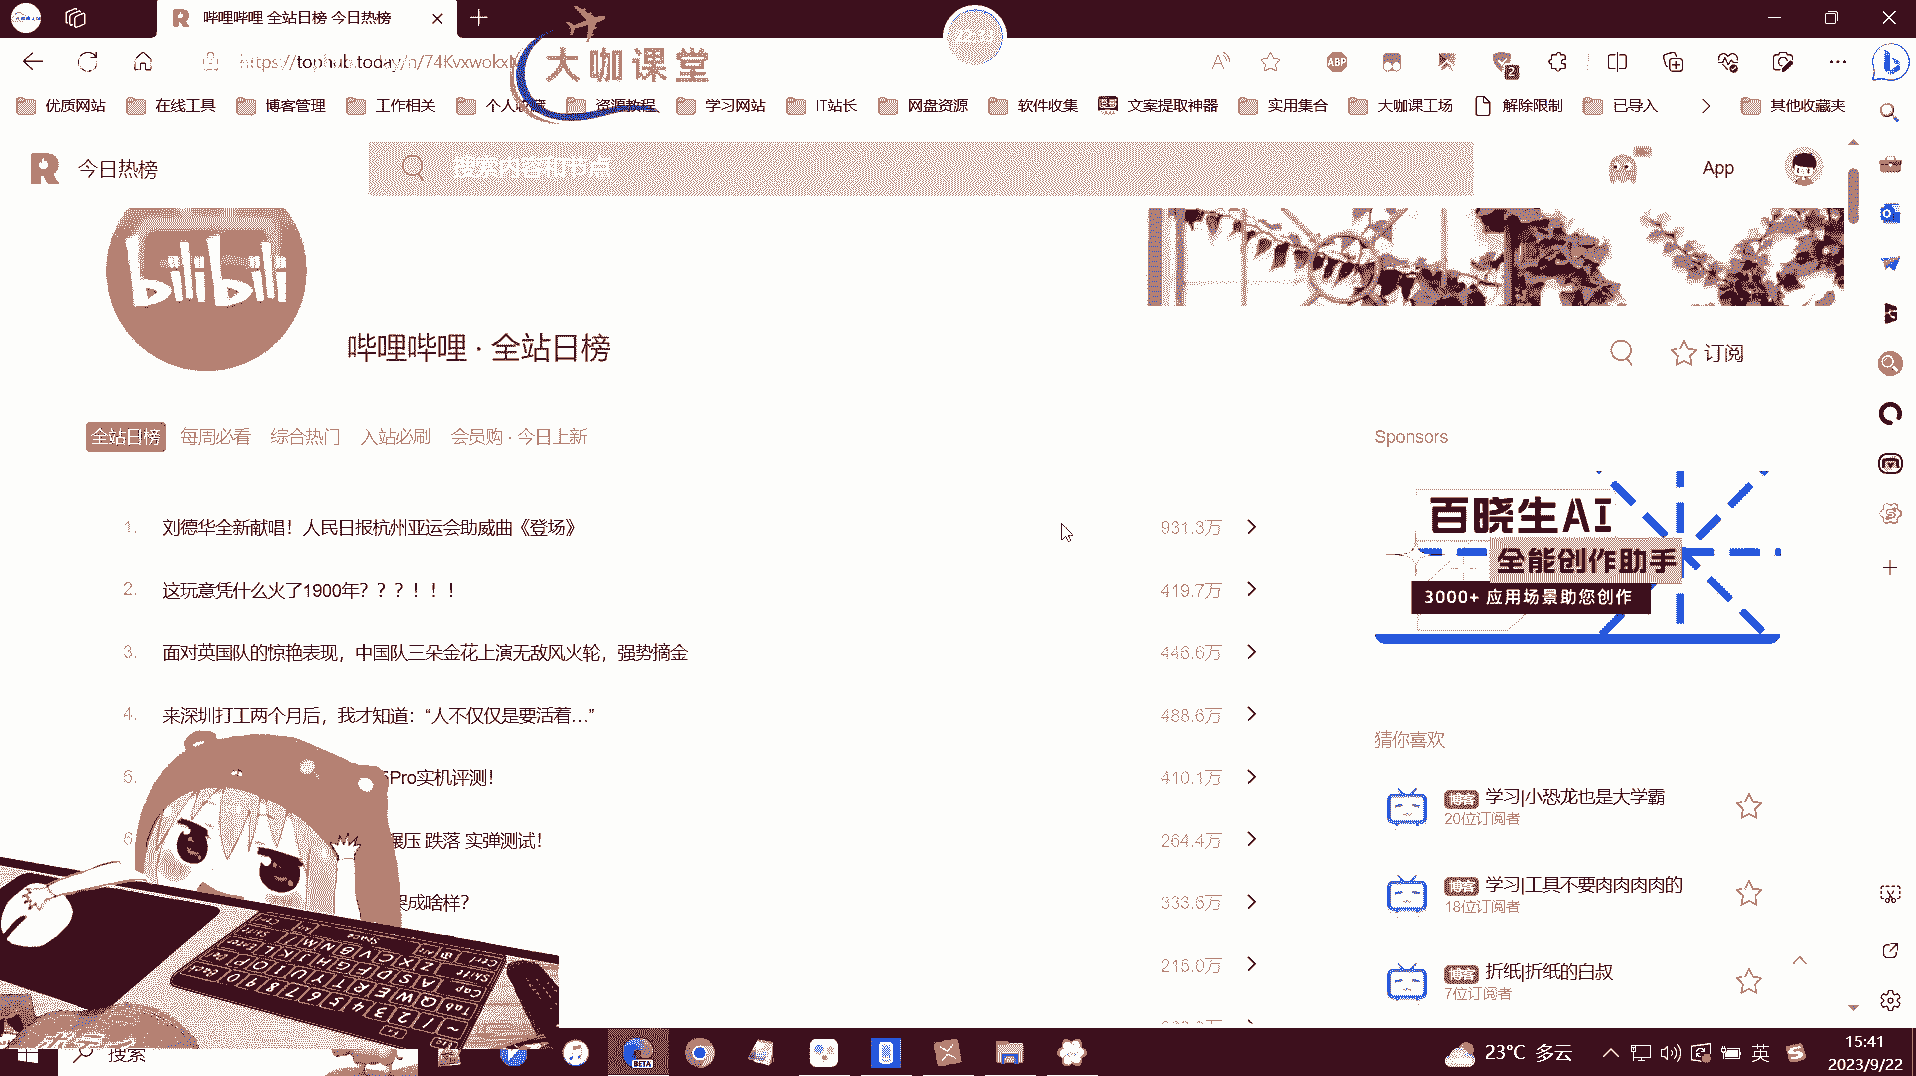 哔哩哔哩 全站日榜 今日热榜
https://tophub.today/n/74Kvxwokx
大咖课堂
优质网站 在线工具 博客管理 工作相关 资源教程 学习网站 IT站长 网盘资源 软件收集 文案提取神器 实用集合 大咖课工场 解除限制 已导入 其他收藏夹
今日热榜 搜索内容和节点 App
bilibili
哔哩哔哩 · 全站日榜
订阅
全站日榜 每周必看 综合热门 入站必刷 会员购 · 今日上新
Sponsors
1. 刘德华全新献唱！人民日报杭州亚运会助威曲《登场》 931.3万
2. 这玩意凭什么火了1900年？？？！！！ 419.7万
3. 面对英国队的惊艳表现，中国队三朵金花上演无敌风火轮，强势摘金 446.6万
4. 来深圳打工两个月后，我才知道：“人不仅仅是要活着…” 488.6万
5. 5Pro实机评测！ 410.1万
6. 碾压 跌落 实弹测试！ 264.4万
成啥样？ 333.6万
215.0万
百晓生AI
全能创作助手
3000+ 应用场景助您创作
猜你喜欢
博客 学习|小恐龙也是大学霸
20位订阅者
博客 学习|工具不要肉肉肉肉的
18位订阅者
博客 折纸|折纸的白叔
7位订阅者
搜索
BETA
23°C 多云
英
15:41
2023/9/22